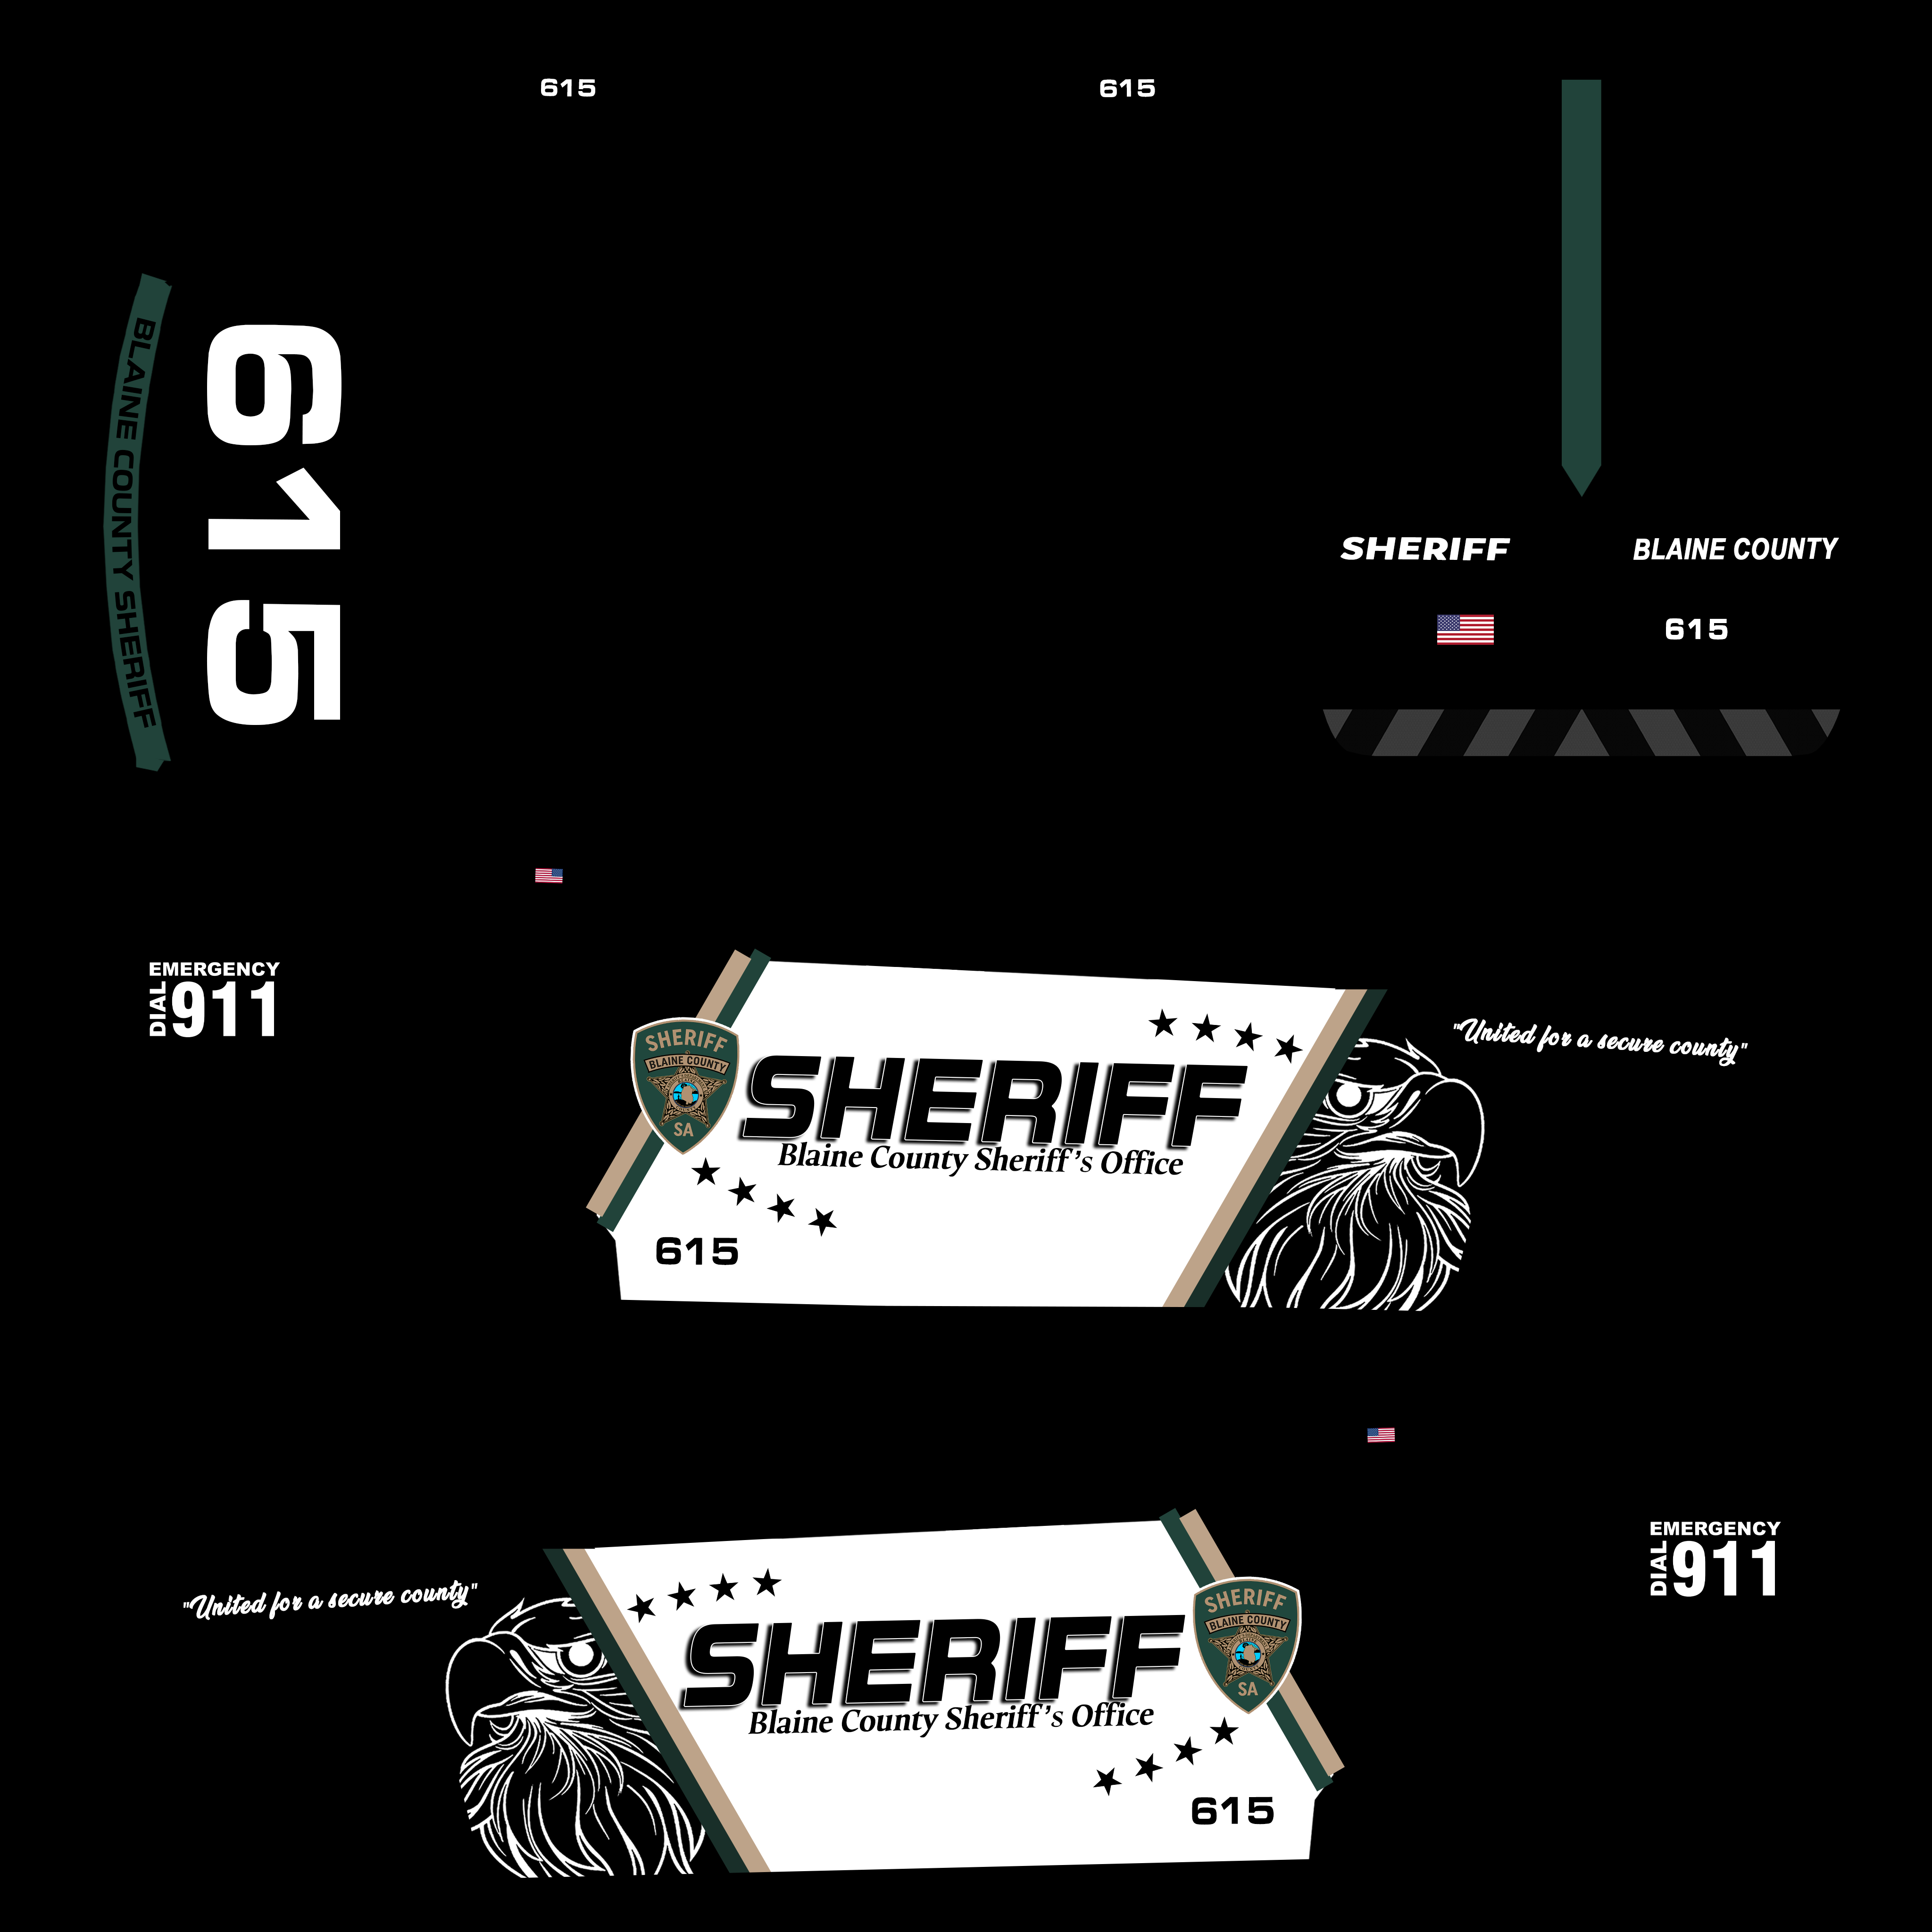 615
615
BLAINE COUNTY SHERIFF
615
SHERIFF
BLAINE COUNTY
615
EMERGENCY
DIAL 911
"United for a secure county"
SHERIFF
BLAINE COUNTY
SA
SHERIFF
Blaine County Sheriff's Office
615
EMERGENCY
DIAL 911
"United for a secure county"
SHERIFF
Blaine County Sheriff's Office
SHERIFF
BLAINE COUNTY
SA
615